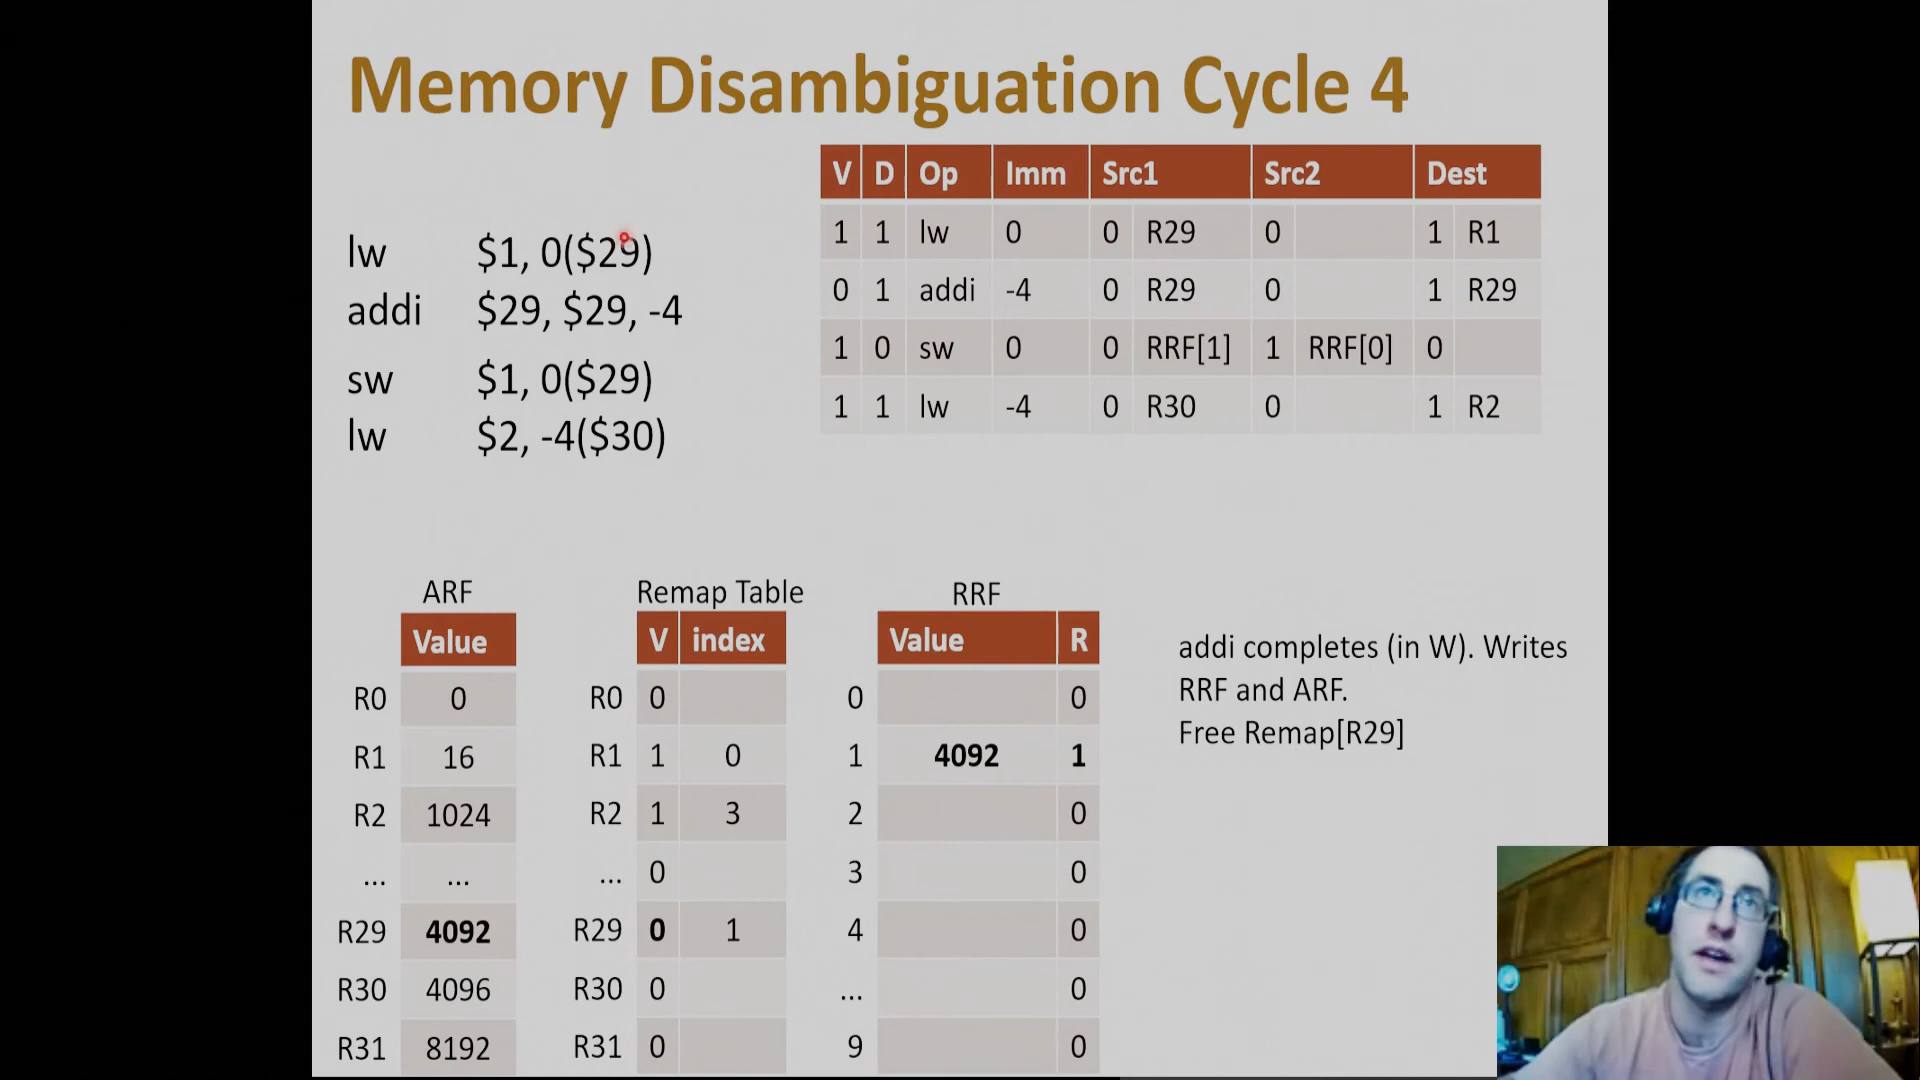 Memory Disambiguation Cycle 4
lw $1, 0($29)
addi $29, $29, -4
sw $1, 0($29)
lw $2, -4($30)
V D Op Imm Src1 Src2 Dest
1 1 lw 0 0 R29 0 1 R1
0 1 addi -4 0 R29 0 1 R29
1 0 sw 0 0 RRF[1] 1 RRF[0] 0
1 1 lw -4 0 R30 0 1 R2
ARF
Value
R0 0
R1 16
R2 1024
... ...
R29 4092
R30 4096
R31 8192
Remap Table
V index
R0 0
R1 1 0
R2 1 3
... 0
R29 0 1
R30 0
R31 0
RRF
Value R
0 0
1 4092 1
2 0
3 0
4 0
... 0
9 0
addi completes (in W). Writes
RRF and ARF.
Free Remap[R29]